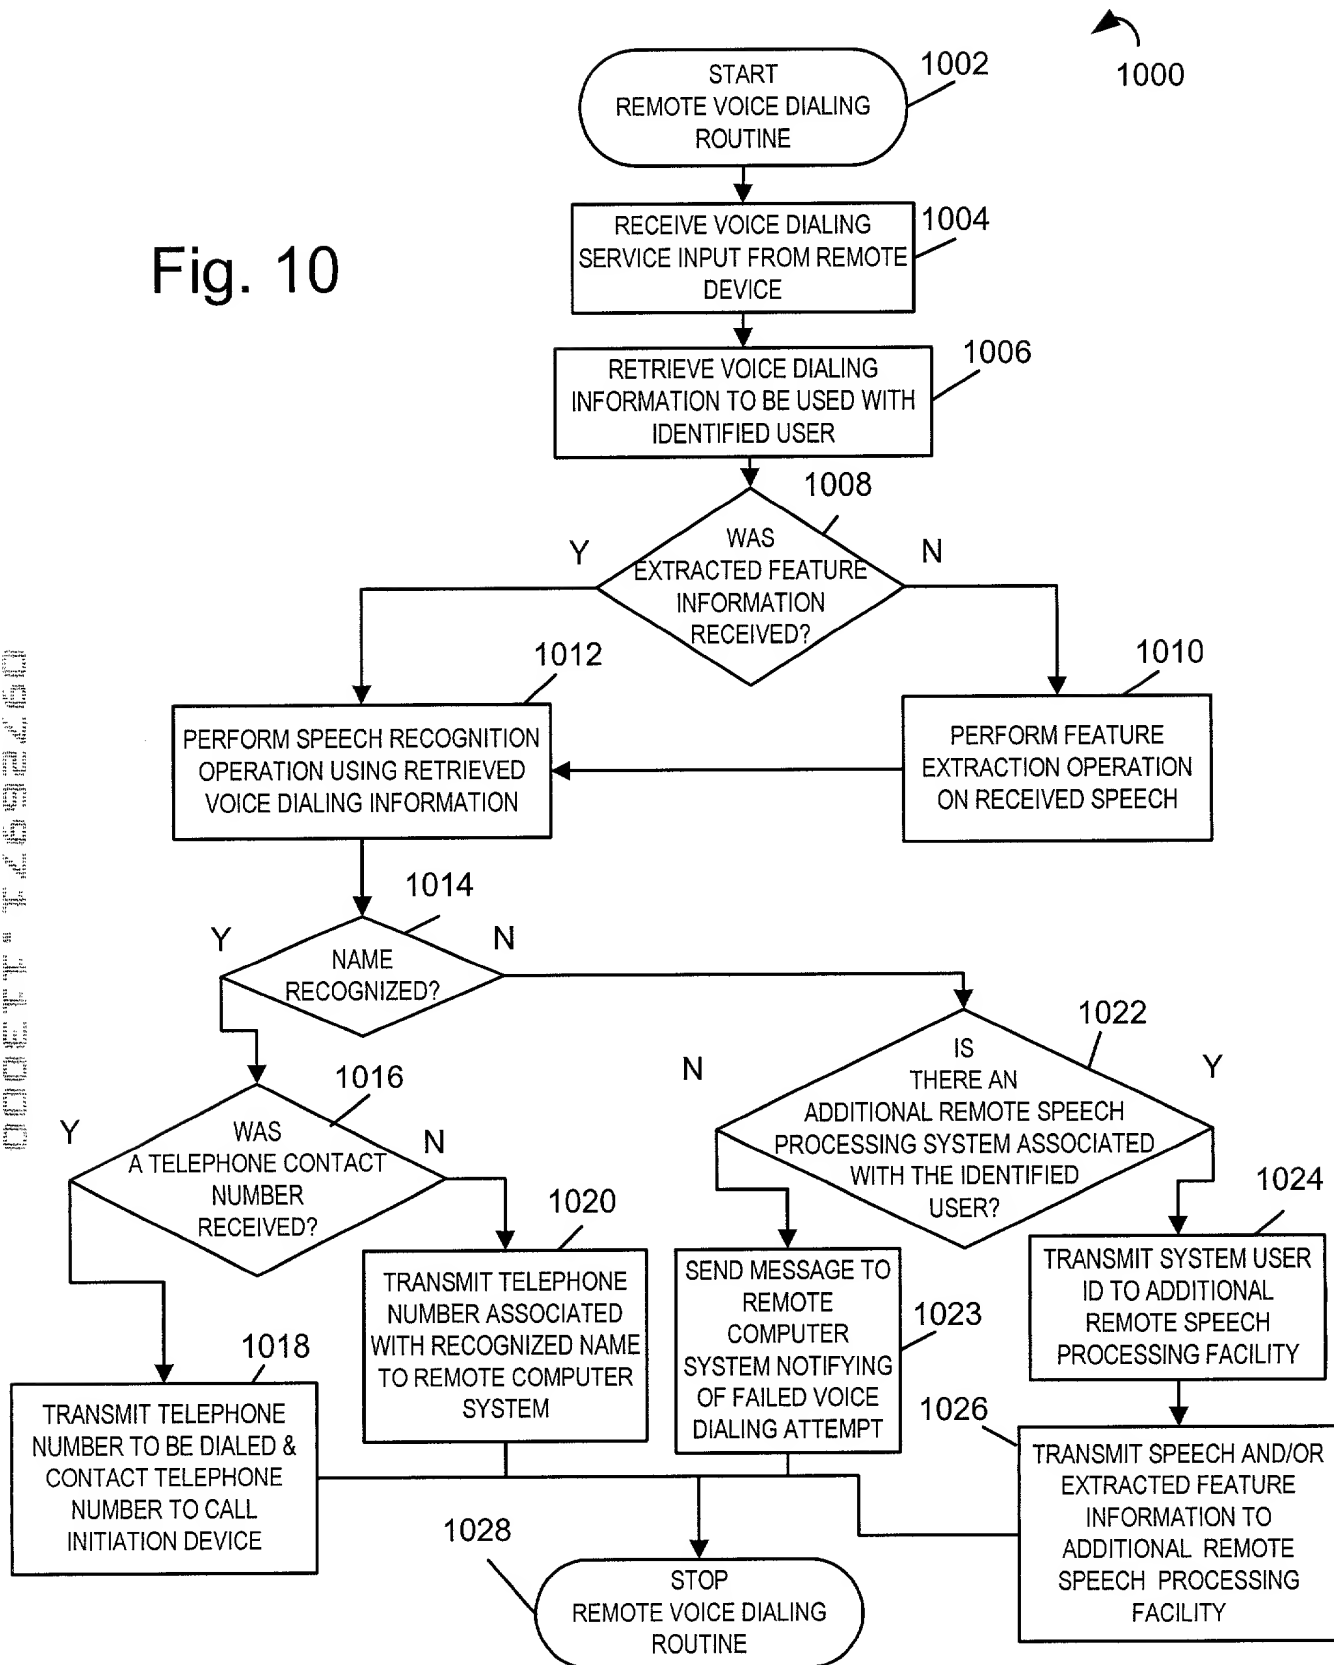 1000
START
REMOTE VOICE DIALING
ROUTINE
1002
Fig. 10
RECEIVE VOICE DIALING
SERVICE INPUT FROM REMOTE
DEVICE
1004
RETRIEVE VOICE DIALING
INFORMATION TO BE USED WITH
IDENTIFIED USER
1006
1008
WAS
EXTRACTED FEATURE
INFORMATION
RECEIVED?
Y
N
1012
PERFORM SPEECH RECOGNITION
OPERATION USING RETRIEVED
VOICE DIALING INFORMATION
1010
PERFORM FEATURE
EXTRACTION OPERATION
ON RECEIVED SPEECH
1014
Y
N
NAME
RECOGNIZED?
1016
Y
N
WAS
A TELEPHONE CONTACT
NUMBER
RECEIVED?
1022
N
Y
IS
THERE AN
ADDITIONAL REMOTE SPEECH
PROCESSING SYSTEM ASSOCIATED
WITH THE IDENTIFIED
USER?
1020
TRANSMIT TELEPHONE
NUMBER ASSOCIATED
WITH RECOGNIZED NAME
TO REMOTE COMPUTER
SYSTEM
SEND MESSAGE TO
REMOTE
COMPUTER
SYSTEM NOTIFYING
OF FAILED VOICE
DIALING ATTEMPT
1023
1024
TRANSMIT SYSTEM USER
ID TO ADDITIONAL
REMOTE SPEECH
PROCESSING FACILITY
1018
TRANSMIT TELEPHONE
NUMBER TO BE DIALED &
CONTACT TELEPHONE
NUMBER TO CALL
INITIATION DEVICE
1026
TRANSMIT SPEECH AND/OR
EXTRACTED FEATURE
INFORMATION TO
ADDITIONAL REMOTE
SPEECH PROCESSING
FACILITY
1028
STOP
REMOTE VOICE DIALING
ROUTINE